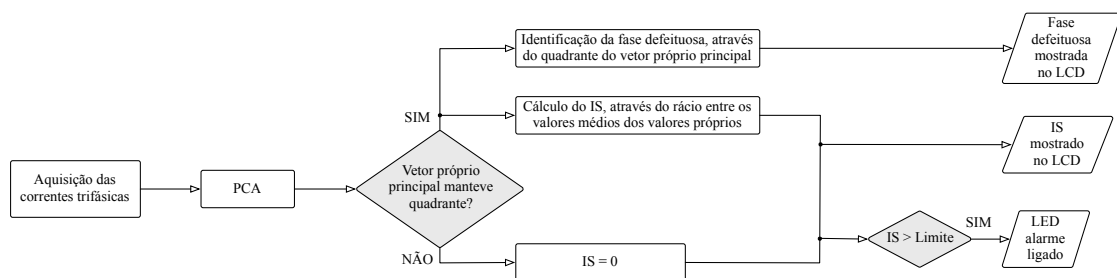 Aquisição das
correntes trifásicas
PCA
Vetor próprio
principal manteve
quadrante?
SIM
Identificação da fase defeituosa, através
do quadrante do vetor próprio principal
Fase
defeituosa
mostrada
no LCD
Cálculo do IS, através do rácio entre os
valores médios dos valores próprios
IS
mostrado
no LCD
NÃO
IS = 0
IS > Limite
SIM
LED
alarme
ligado